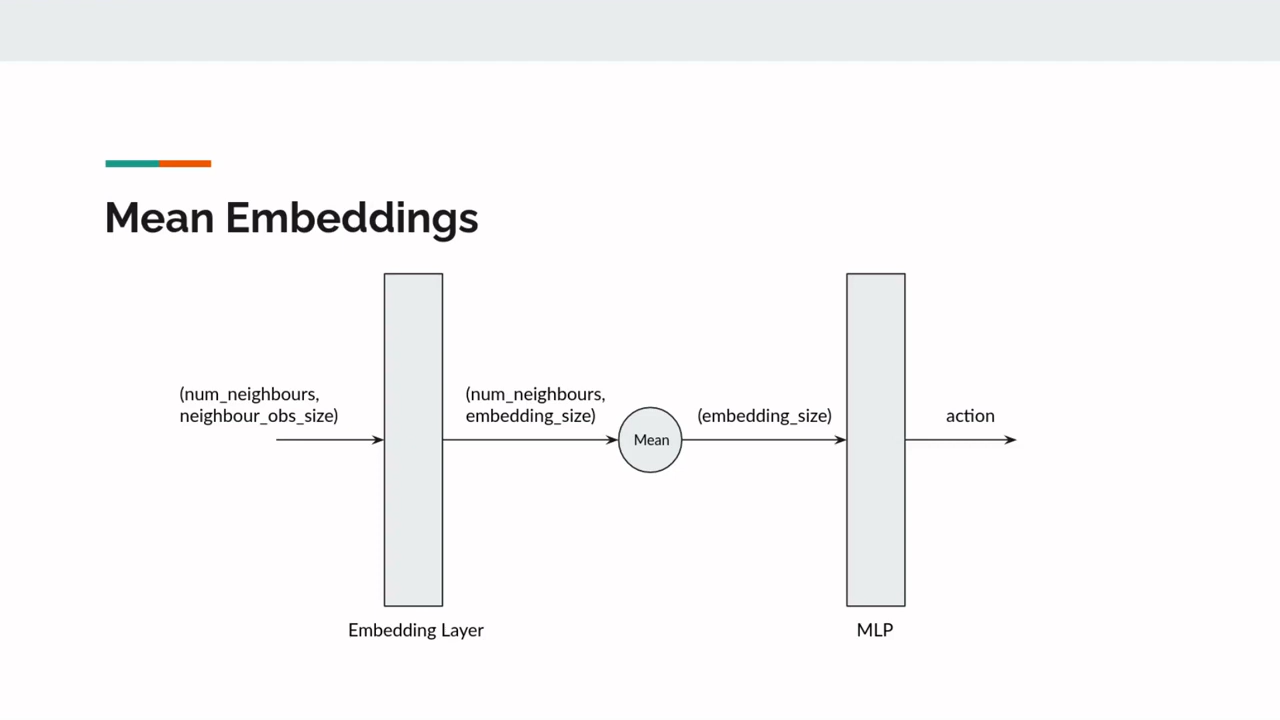 Mean Embeddings
(num_neighbours,
neighbour_obs_size)
(num_neighbours,
embedding_size)
Mean
(embedding_size)
action
Embedding Layer
MLP